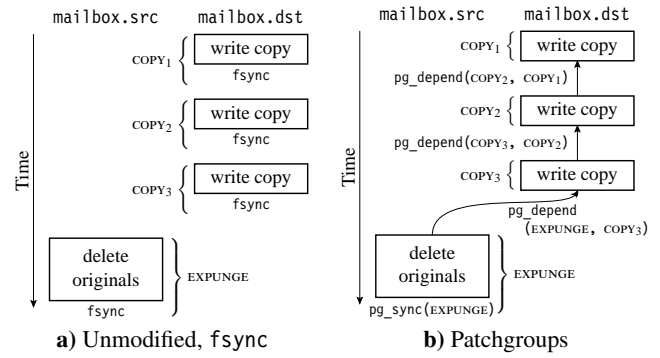 mailbox.src mailbox.dst
COPY1 write copy
fsync
COPY2 write copy
fsync
COPY3 write copy
fsync
Time
delete
originals
EXPUNGE
fsync
a) Unmodified, fsync
mailbox.src mailbox.dst
COPY1 write copy
pg_depend(COPY2, COPY1)
COPY2 write copy
pg_depend(COPY3, COPY2)
COPY3 write copy
Time
pg_depend
(EXPUNGE, COPY3)
delete
originals
EXPUNGE
pg_sync(EXPUNGE)
b) Patchgroups